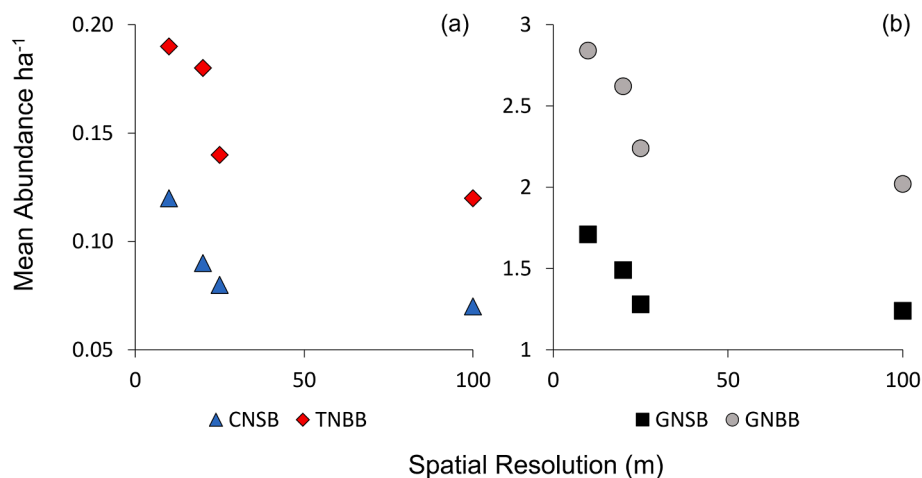 Mean Abundance ha⁻¹
(a)
0.20
0.15
0.10
0.05
0 50 100
CNSB TNBB
(b)
3
2.5
2
1.5
1
0 50 100
GNSB GNBB
Spatial Resolution (m)